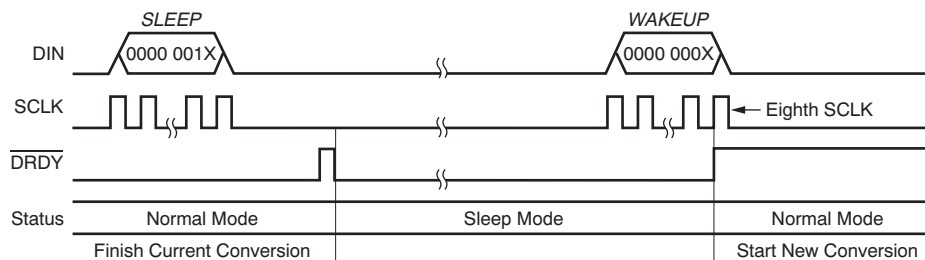 SLEEP
WAKEUP
DIN
0000 001X
0000 000X
SCLK
Eighth SCLK
DRDY
Status
Normal Mode
Sleep Mode
Normal Mode
Finish Current Conversion
Start New Conversion